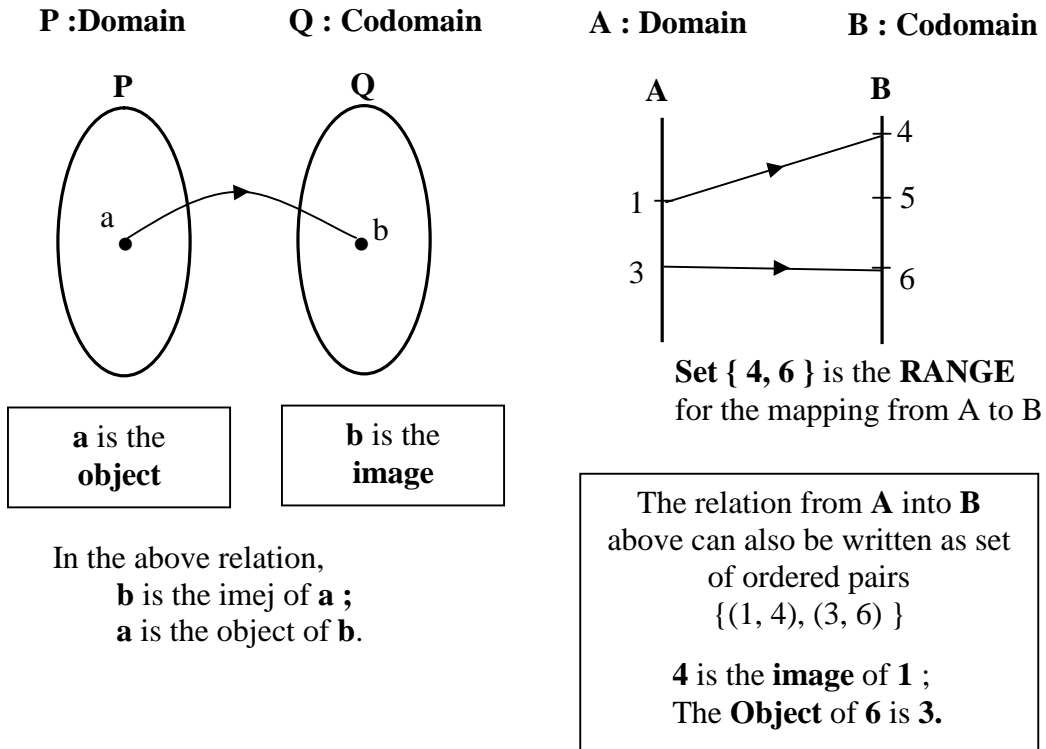 P :Domain
Q : Codomain
P
Q
a
b
a is the
object
b is the
image
In the above relation,
b is the imej of a ;
a is the object of b.
A : Domain
B : Codomain
A
B
4
1
5
3
6
Set { 4, 6 } is the RANGE
for the mapping from A to B
The relation from A into B
above can also be written as set
of ordered pairs
{(1, 4), (3, 6) }
4 is the image of 1 ;
The Object of 6 is 3.